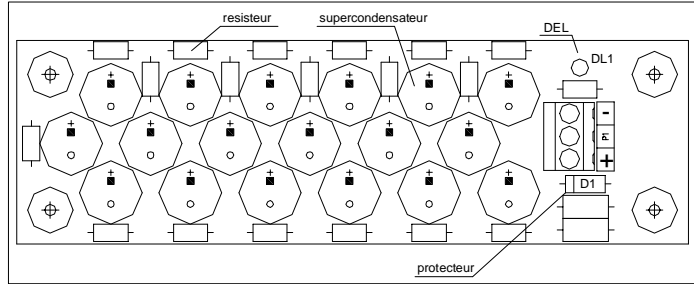 resisteur
supercondensateur
DEL
DL1
-
P1
+
D1
protecteur